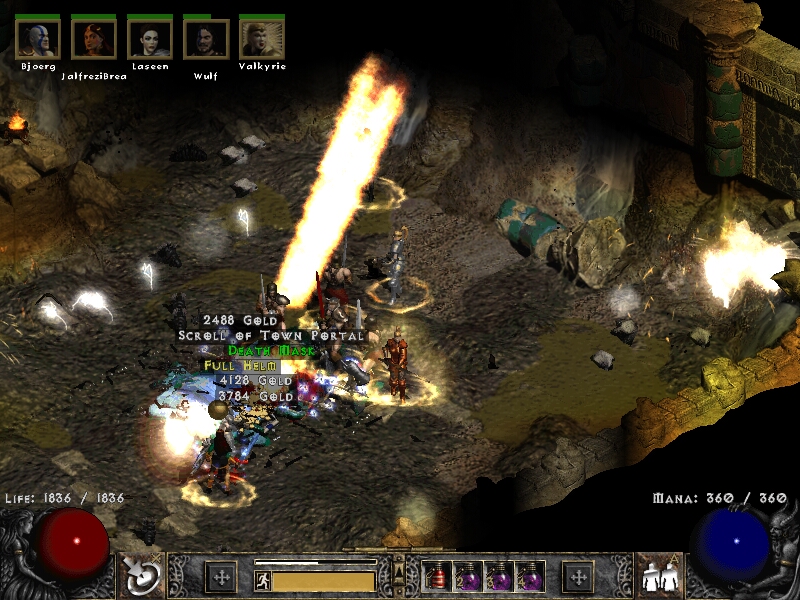 Bjoerg
JalfreziBrea
Laseen
Wulf
Valkyrie
2488 Gold
Scroll of Town Portal
Death Mask
Full Helm
4128 Gold
3784 Gold
Life: 1836 / 1836
Mana: 360 / 360